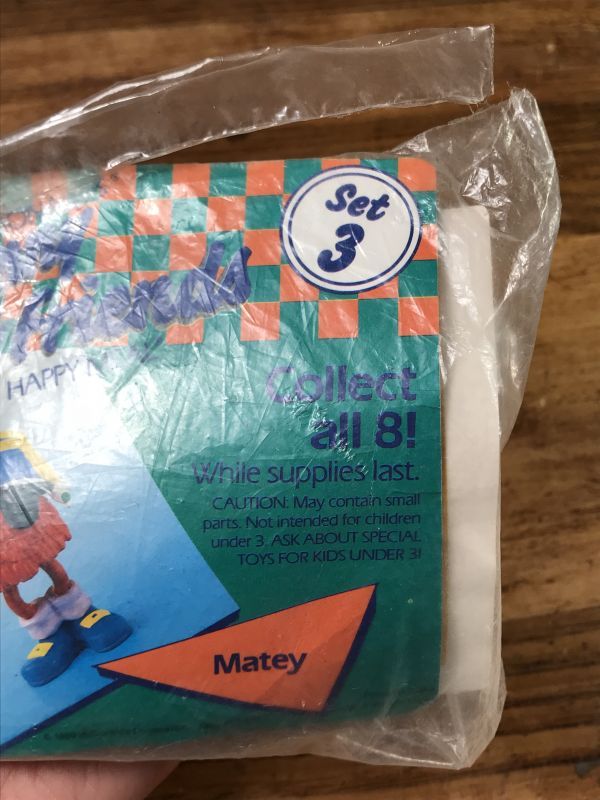 Set
3
Friends
HAPPY
Collect
all 8!
While supplies last.
CAUTION: May contain small
parts. Not intended for children
under 3. ASK ABOUT SPECIAL
TOYS FOR KIDS UNDER 3!
Matey